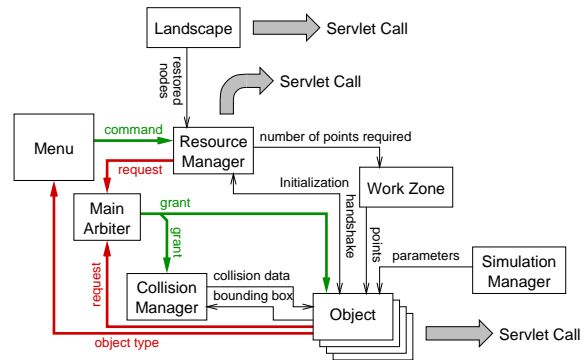 Landscape
Servlet Call
restored
nodes
Servlet Call
command
Menu
Resource
Manager
number of points required
request
Initialization
handshake
Work Zone
Main
Arbiter
grant
grant
points
parameters
Simulation
Manager
request
Collision
Manager
collision data
bounding box
Object
object type
Servlet Call